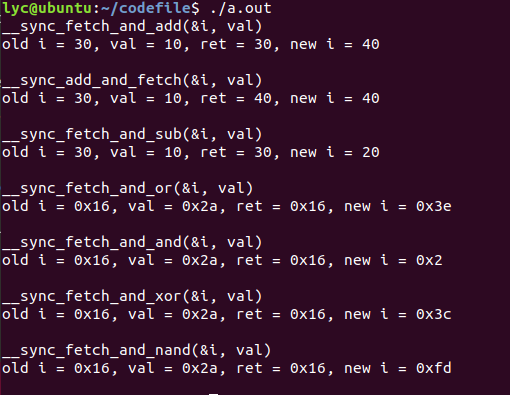 lyc@ubuntu:~/codefile$ ./a.out
__sync_fetch_and_add(&i, val)
old i = 30, val = 10, ret = 30, new i = 40
__sync_add_and_fetch(&i, val)
old i = 30, val = 10, ret = 40, new i = 40
__sync_fetch_and_sub(&i, val)
old i = 30, val = 10, ret = 30, new i = 20
__sync_fetch_and_or(&i, val)
old i = 0x16, val = 0x2a, ret = 0x16, new i = 0x3e
__sync_fetch_and_and(&i, val)
old i = 0x16, val = 0x2a, ret = 0x16, new i = 0x2
__sync_fetch_and_xor(&i, val)
old i = 0x16, val = 0x2a, ret = 0x16, new i = 0x3c
__sync_fetch_and_nand(&i, val)
old i = 0x16, val = 0x2a, ret = 0x16, new i = 0xfd